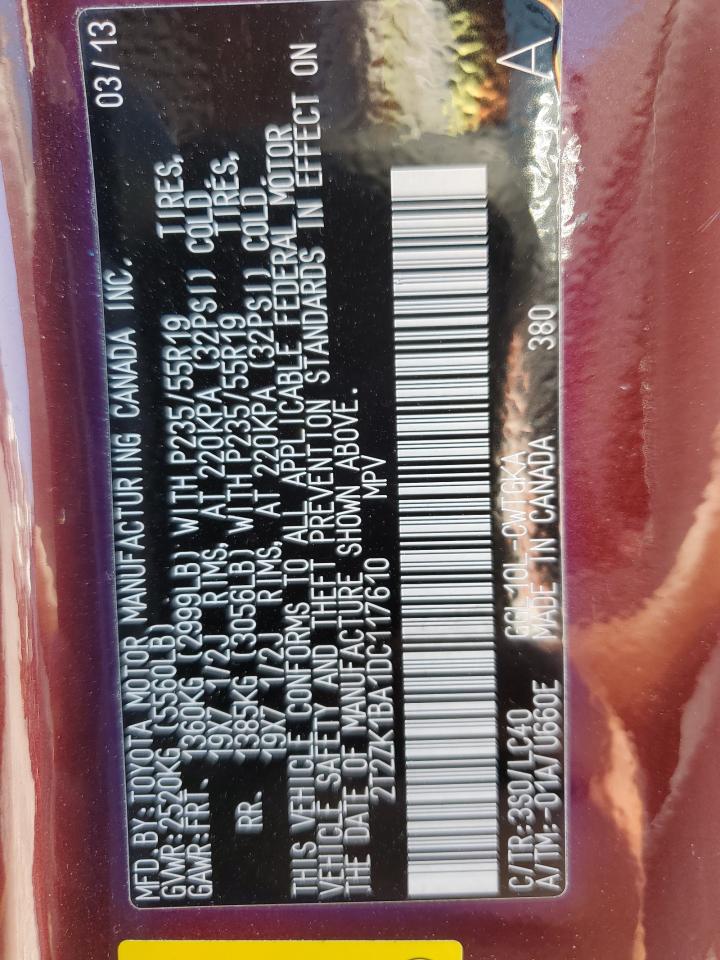 MFD.BY:TOYOTA MOTOR MANUFACTURING CANADA INC. 03/13
GVWR:2520KG (5560LB)
GAWR:FRT. 1360KG (2999LB) WITH P235/55R19 TIRES,
19X7 1/2J RIMS, AT 220KPA (32PSI) COLD.
RR. 1385KG (3056LB) WITH P235/55R19 TIRES,
19X7 1/2J RIMS, AT 220KPA (32PSI) COLD.
THIS VEHICLE CONFORMS TO ALL APPLICABLE FEDERAL MOTOR
VEHICLE SAFETY AND THEFT PREVENTION STANDARDS IN EFFECT ON
THE DATE OF MANUFACTURE SHOWN ABOVE.
2T2ZK1BA1DC117610 MPV
C/TR:3S0/LC40 GGL10L-CWTGKA 380 A
A/TM:-01A/U660E MADE IN CANADA